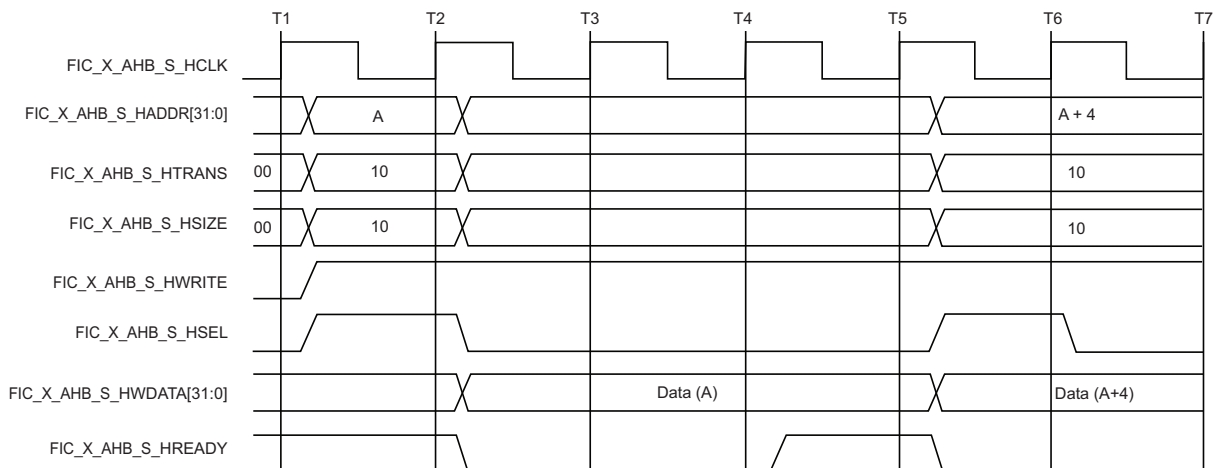 T1 T2 T3 T4 T5 T6 T7
FIC_X_AHB_S_HCLK
FIC_X_AHB_S_HADDR[31:0] A A + 4
FIC_X_AHB_S_HTRANS 00 10 10
FIC_X_AHB_S_HSIZE 00 10 10
FIC_X_AHB_S_HWRITE
FIC_X_AHB_S_HSEL
FIC_X_AHB_S_HWDATA[31:0] Data (A) Data (A+4)
FIC_X_AHB_S_HREADY